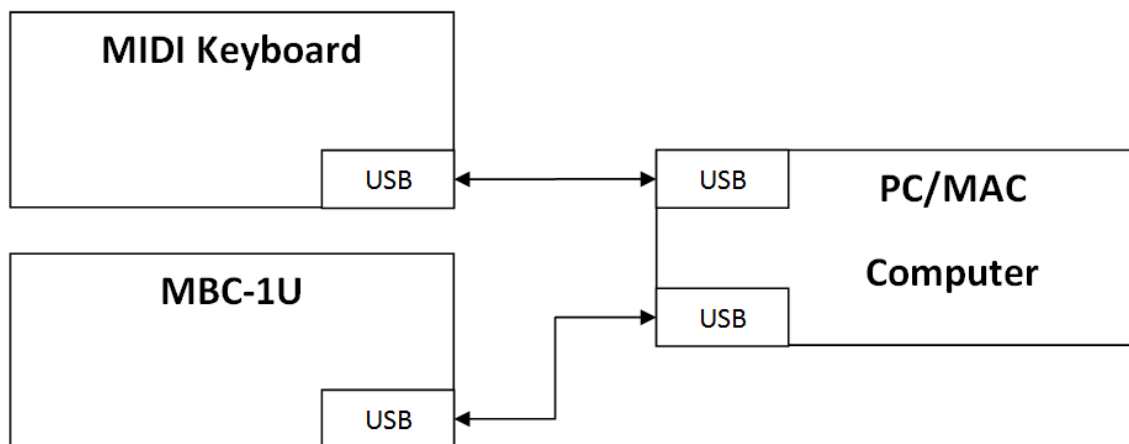 MIDI Keyboard
USB
USB
PC/MAC
Computer
MBC-1U
USB
USB